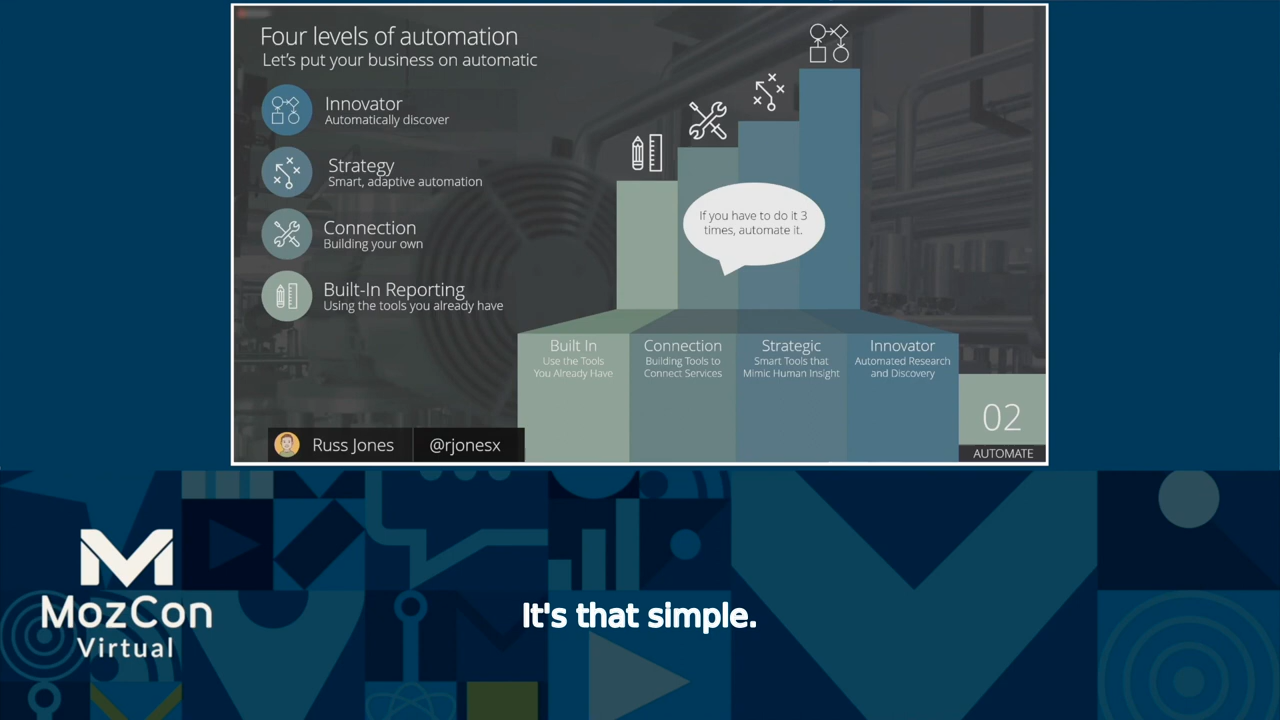 Four levels of automation
Let's put your business on automatic
Innovator
Automatically discover
Strategy
Smart, adaptive automation
Connection
Building your own
Built-In Reporting
Using the tools you already have
If you have to do it 3
times, automate it.
Built In
Use the Tools
You Already Have
Connection
Building Tools to
Connect Services
Strategic
Smart Tools that
Mimic Human Insight
Innovator
Automated Research
and Discovery
02
AUTOMATE
Russ Jones
@rjonesx
MozCon
Virtual
It's that simple.